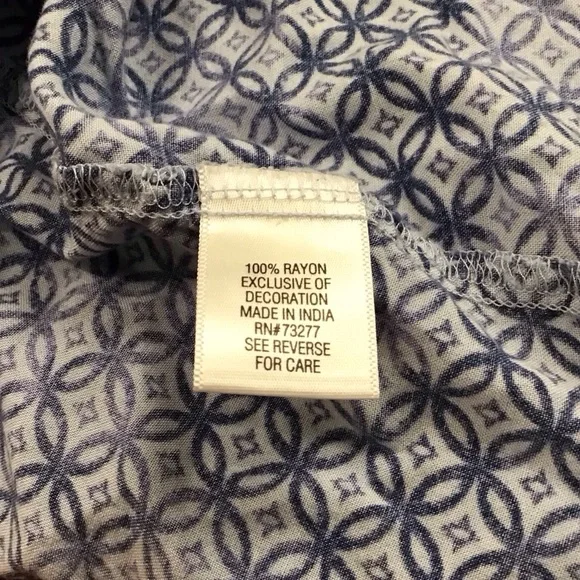 100% RAYON
EXCLUSIVE OF
DECORATION
MADE IN INDIA
RN# 73277
SEE REVERSE
FOR CARE